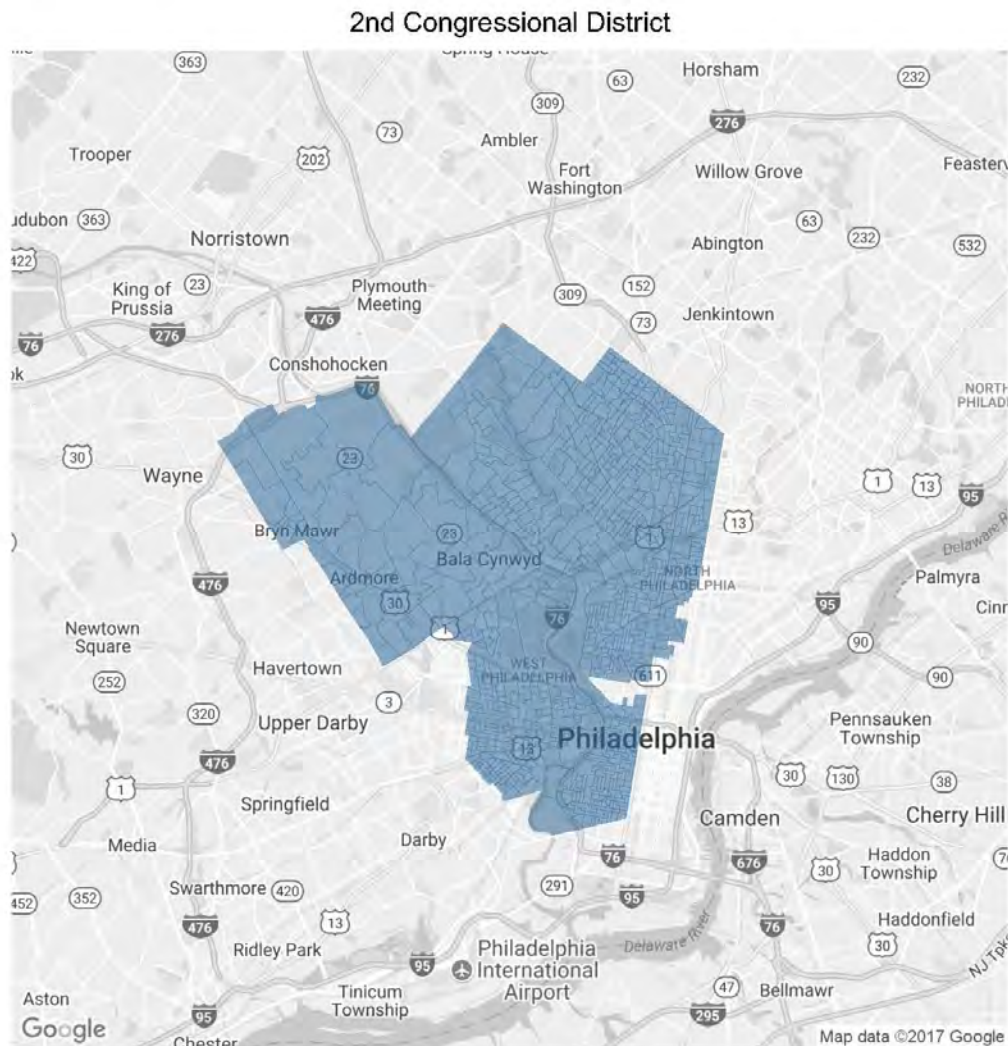 2nd Congressional District
363
Spring House
63
Horsham
232
309
276
73
Ambler
Trooper
202
Fort
Washington
Willow Grove
Feasterv
udubon
363
63
Norristown
Abington
232
532
422
23
King of
Prussia
Plymouth
Meeting
309
152
73
Jenkintown
476
276
76
Conshohocken
76
NORTH
PHILAD
30
23
Wayne
1
13
95
13
Bryn Mawr
23
1
Bala Cynwyd
Delaware R
NORTH
PHILADELPHIA
Ardmore
Palmyra
476
30
95
Cinn
76
1
Newtown
Square
90
WEST
PHILADELPHIA
Havertown
611
90
252
3
320
Upper Darby
Pennsauken
Township
Philadelphia
13
476
30
130
38
1
Springfield
Camden
Cherry Hill
Media
Darby
76
676
Haddon
Township
30
Swarthmore
420
291
452
352
95
13
Haddonfield
476
76
30
Ridley Park
Delaware River
Philadelphia
International
Airport
95
NJ Tpk
Tinicum
Township
47
Bellmawr
Aston
95
295
Google
Chester
Map data ©2017 Google